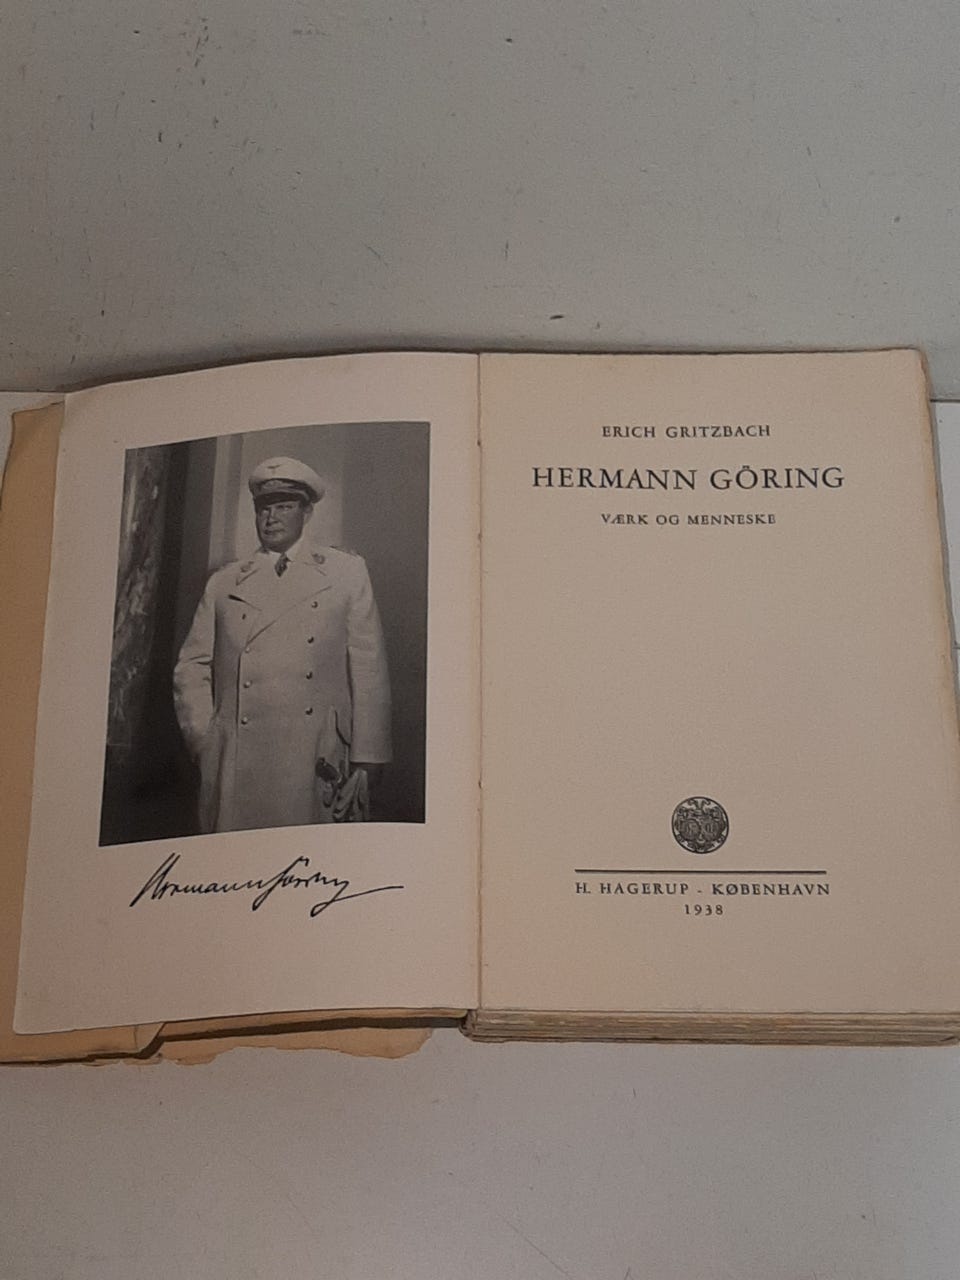 Hermann Göring
ERICH GRITZBACH
HERMANN GÖRING
VÆRK OG MENNESKE
H. HAGERUP - KØBENHAVN
1938